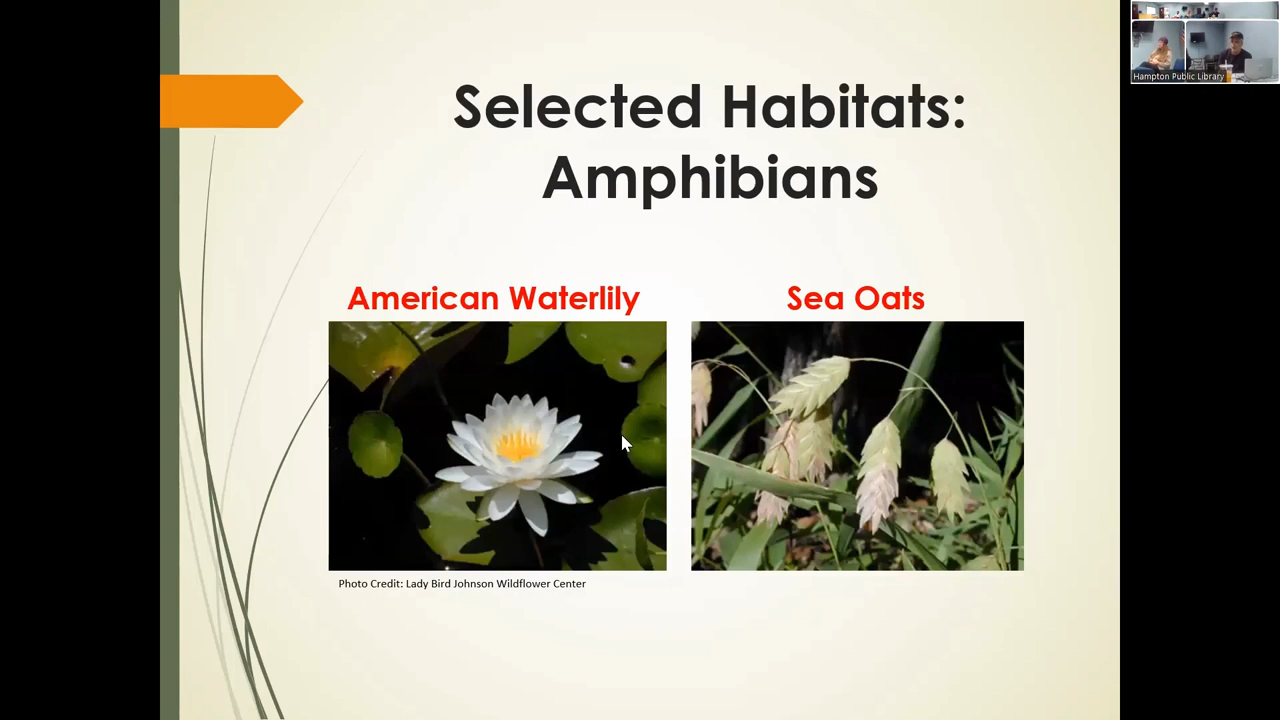 Selected Habitats:
Amphibians
American Waterlily
Sea Oats
Photo Credit: Lady Bird Johnson Wildflower Center
Hampton Public Library